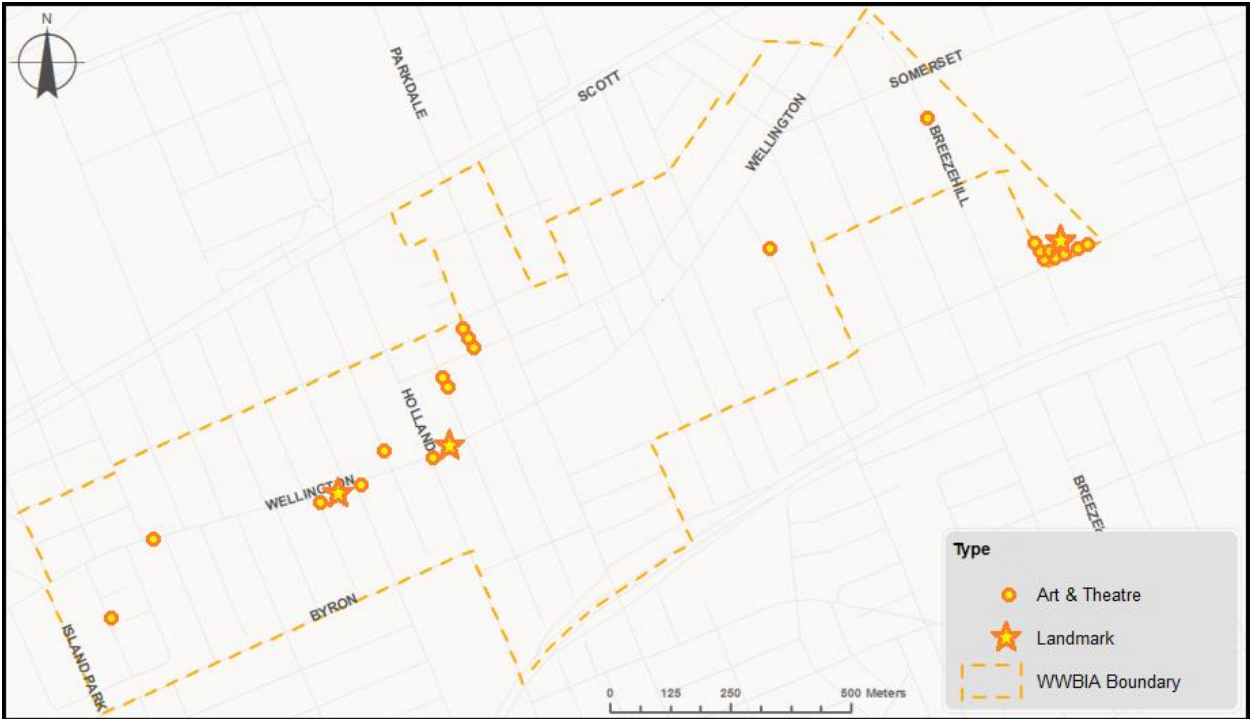 N
PARKDALE
SCOTT
SOMERSET
WELLINGTON
BREEZEHILL
HOLLAND
WELLINGTON
BYRON
ISLAND PARK
BREEZE
Type
Art & Theatre
Landmark
WWBIA Boundary
0 125 250 500 Meters